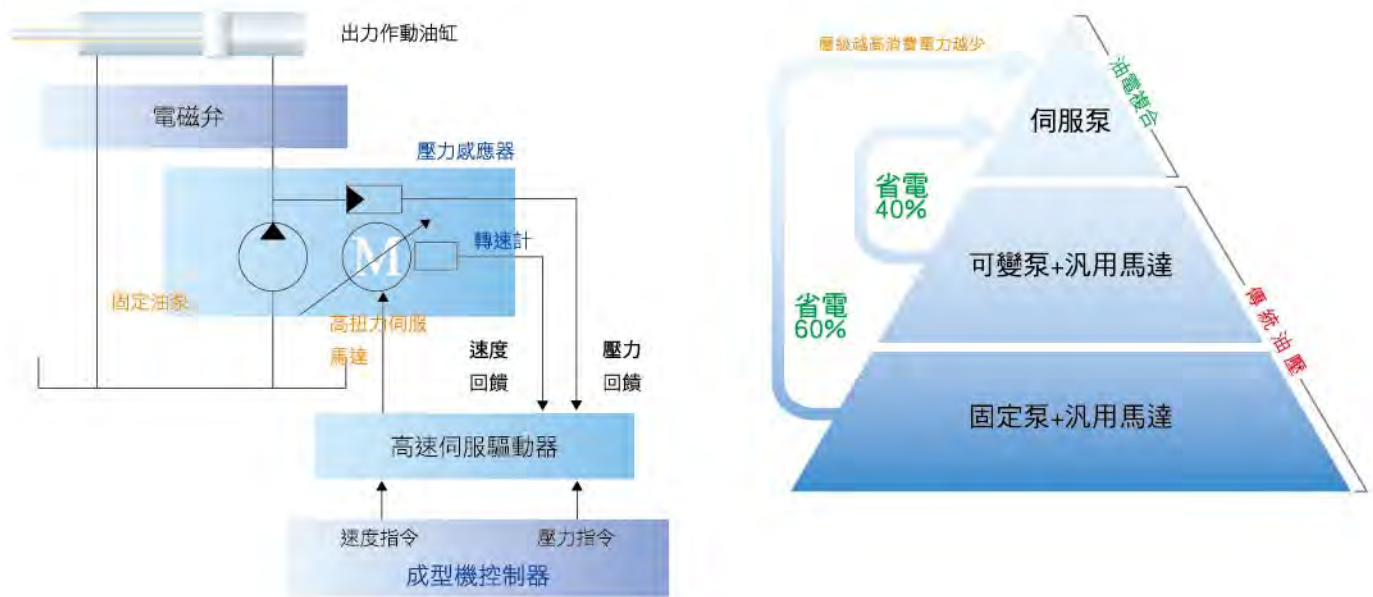 出力作動油缸
電磁弁
壓力感應器
M
轉速計
固定油泵
高扭力伺服
馬達
速度
回饋
壓力
回饋
高速伺服驅動器
速度指令
壓力指令
成型機控制器
層級越高消費電力越少
油電複合
伺服泵
省電
40%
可變泵+汎用馬達
省電
60%
傳統油壓
固定泵+汎用馬達